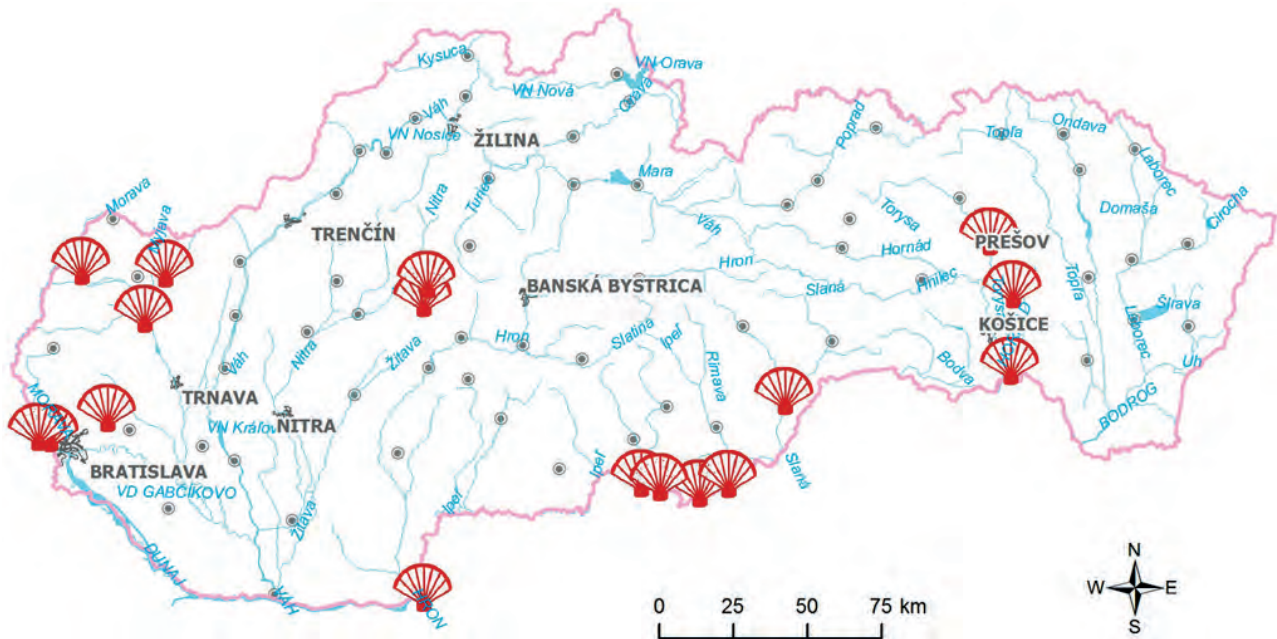 Kysuca
VN Orava
VN Nová
Orava
Váh
VN Nosice
ŽILINA
Poprad
Topľa
Ondava
Laborec
Mara
Turiec
Nitra
Morava
Myjava
TRENČÍN
Váh
Torysa
Domaša
Cirocha
Hornád
PREŠOV
Hron
BANSKÁ BYSTRICA
Slaná
Hnilec
Topľa
Šírava
KOŠICE
Laborec
Hron
Slatina
Ipeľ
Rimava
Žitava
Nitra
Váh
Bodva
Uh
TRNAVA
MORAVA
NITRA
VN Kráľov
BODROG
BRATISLAVA
VD GABČÍKOVO
Ipeľ
Slaná
Ipeľ
Žitava
DUNAJ
VÁH
HRON
N
W
E
S
0 25 50 75 km